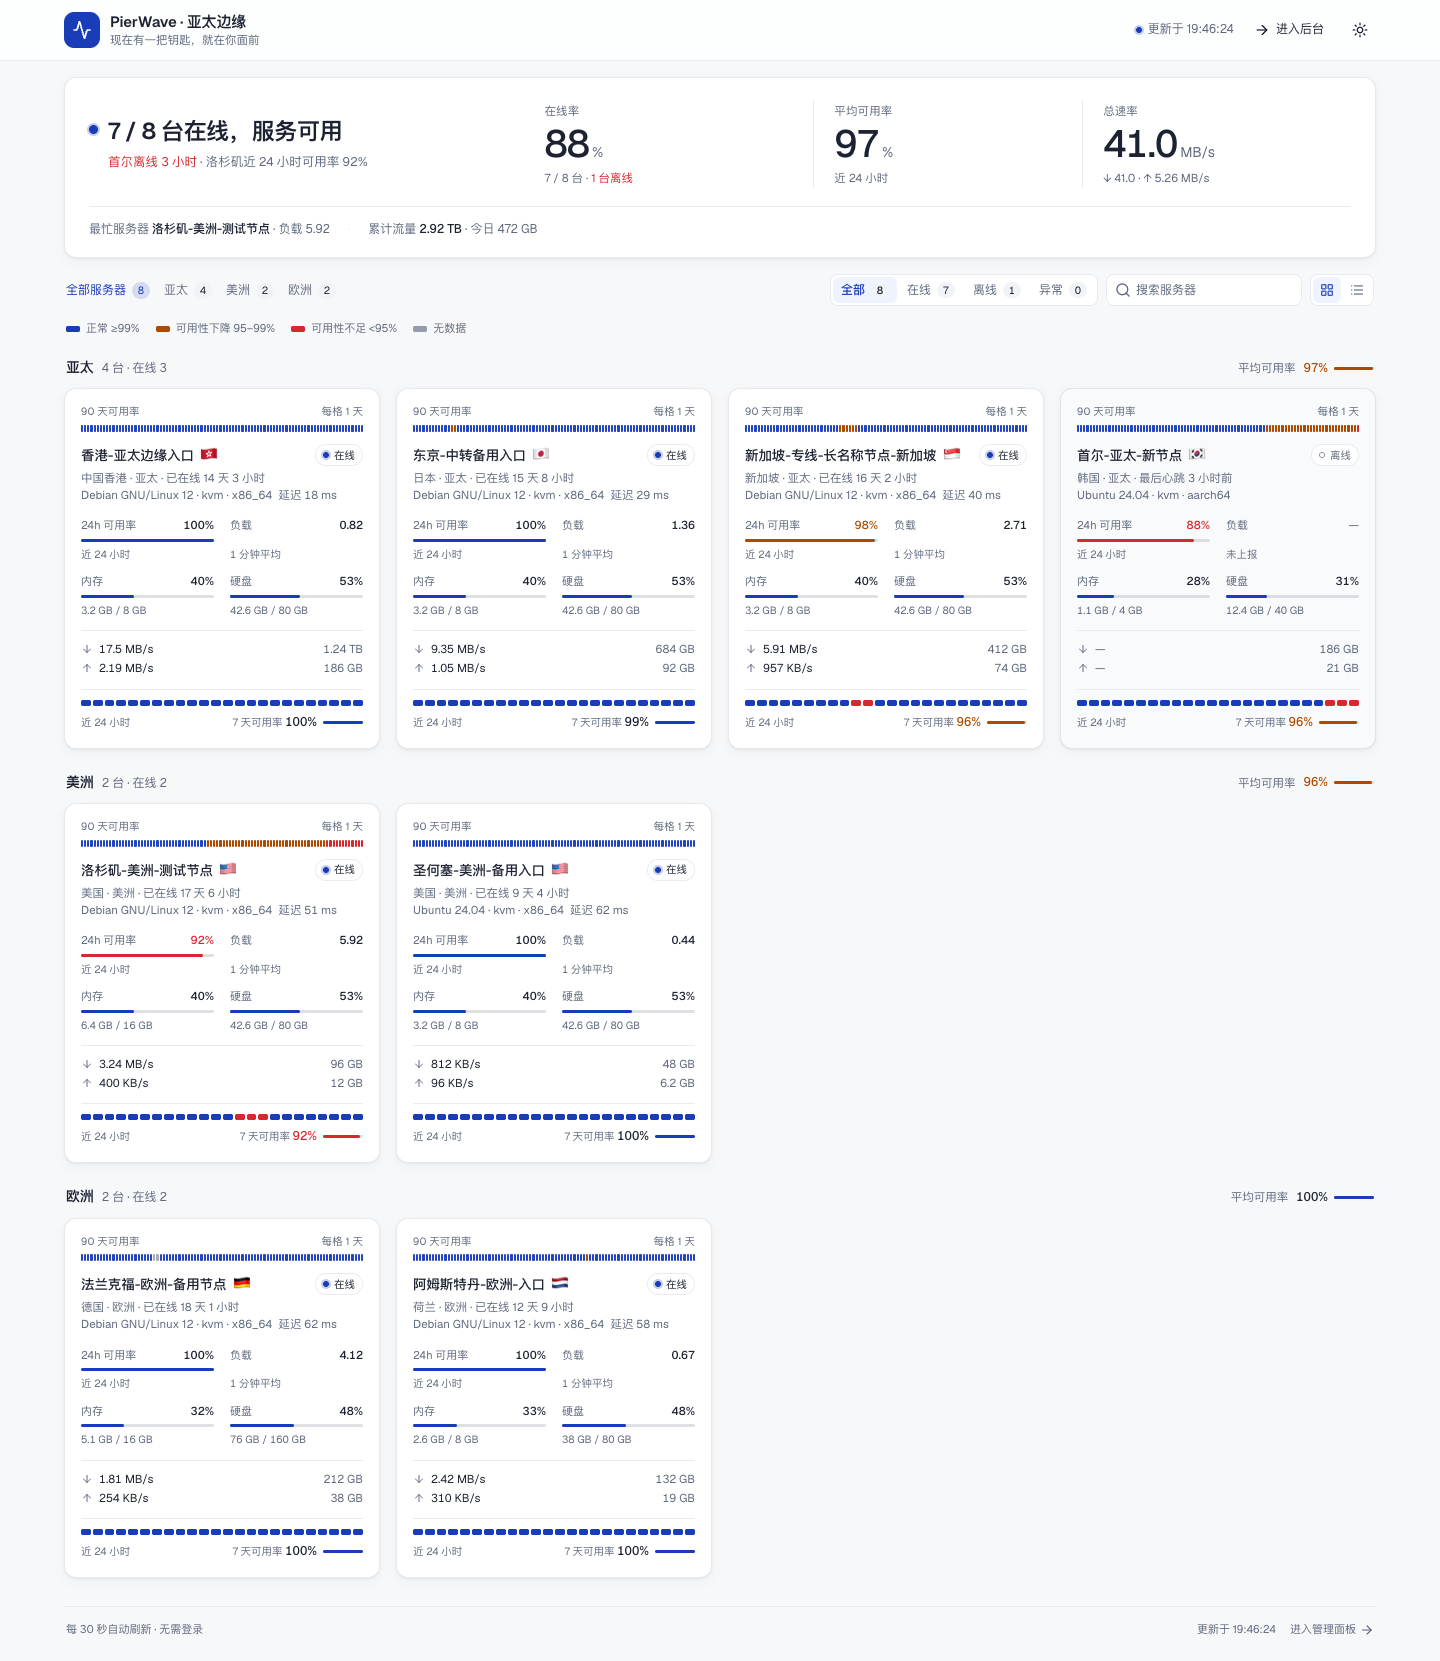 PierWave · 亚太边缘
现在有一把钥匙，就在你面前
更新于 19:46:24
进入后台
7 / 8 台在线，服务可用
首尔离线 3 小时 · 洛杉矶近 24 小时可用率 92%
在线率
88%
7 / 8 台 · 1 台离线
平均可用率
97%
近 24 小时
总速率
41.0 MB/s
↓ 41.0 · ↑ 5.26 MB/s
最忙服务器 洛杉矶-美洲-测试节点 · 负载 5.92
累计流量 2.92 TB · 今日 472 GB
全部服务器 8 亚太 4 美洲 2 欧洲 2
全部 8 在线 7 离线 1 异常 0
搜索服务器
正常 ≥99% 可用性下降 95–99% 可用性不足 <95% 无数据
亚太 4 台 · 在线 3
平均可用率 97%
90 天可用率 每格 1 天
香港-亚太边缘入口 在线
中国香港 · 亚太 · 已在线 14 天 3 小时
Debian GNU/Linux 12 · kvm · x86_64 延迟 18 ms
24h 可用率 100% 负载 0.82
近 24 小时 1 分钟平均
内存 40% 硬盘 53%
3.2 GB / 8 GB 42.6 GB / 80 GB
↓ 17.5 MB/s 1.24 TB
↑ 2.19 MB/s 186 GB
近 24 小时 7 天可用率 100%
90 天可用率 每格 1 天
东京-中转备用入口 在线
日本 · 亚太 · 已在线 15 天 8 小时
Debian GNU/Linux 12 · kvm · x86_64 延迟 29 ms
24h 可用率 100% 负载 1.36
近 24 小时 1 分钟平均
内存 40% 硬盘 53%
3.2 GB / 8 GB 42.6 GB / 80 GB
↓ 9.35 MB/s 684 GB
↑ 1.05 MB/s 92 GB
近 24 小时 7 天可用率 99%
90 天可用率 每格 1 天
新加坡-专线-长名称节点-新加坡 在线
新加坡 · 亚太 · 已在线 16 天 2 小时
Debian GNU/Linux 12 · kvm · x86_64 延迟 40 ms
24h 可用率 98% 负载 2.71
近 24 小时 1 分钟平均
内存 40% 硬盘 53%
3.2 GB / 8 GB 42.6 GB / 80 GB
↓ 5.91 MB/s 412 GB
↑ 957 KB/s 74 GB
近 24 小时 7 天可用率 96%
90 天可用率 每格 1 天
首尔-亚太-新节点 离线
韩国 · 亚太 · 最后心跳 3 小时前
Ubuntu 24.04 · kvm · aarch64
24h 可用率 88% 负载 —
近 24 小时 未上报
内存 28% 硬盘 31%
1.1 GB / 4 GB 12.4 GB / 40 GB
↓ — 186 GB
↑ — 21 GB
近 24 小时 7 天可用率 96%
美洲 2 台 · 在线 2
平均可用率 96%
90 天可用率 每格 1 天
洛杉矶-美洲-测试节点 在线
美国 · 美洲 · 已在线 17 天 6 小时
Debian GNU/Linux 12 · kvm · x86_64 延迟 51 ms
24h 可用率 92% 负载 5.92
近 24 小时 1 分钟平均
内存 40% 硬盘 53%
6.4 GB / 16 GB 42.6 GB / 80 GB
↓ 3.24 MB/s 96 GB
↑ 400 KB/s 12 GB
近 24 小时 7 天可用率 92%
90 天可用率 每格 1 天
圣何塞-美洲-备用入口 在线
美国 · 美洲 · 已在线 9 天 4 小时
Ubuntu 24.04 · kvm · x86_64 延迟 62 ms
24h 可用率 100% 负载 0.44
近 24 小时 1 分钟平均
内存 40% 硬盘 53%
3.2 GB / 8 GB 42.6 GB / 80 GB
↓ 812 KB/s 48 GB
↑ 96 KB/s 6.2 GB
近 24 小时 7 天可用率 100%
欧洲 2 台 · 在线 2
平均可用率 100%
90 天可用率 每格 1 天
法兰克福-欧洲-备用节点 在线
德国 · 欧洲 · 已在线 18 天 1 小时
Debian GNU/Linux 12 · kvm · x86_64 延迟 62 ms
24h 可用率 100% 负载 4.12
近 24 小时 1 分钟平均
内存 32% 硬盘 48%
5.1 GB / 16 GB 76 GB / 160 GB
↓ 1.81 MB/s 212 GB
↑ 254 KB/s 38 GB
近 24 小时 7 天可用率 100%
90 天可用率 每格 1 天
阿姆斯特丹-欧洲-入口 在线
荷兰 · 欧洲 · 已在线 12 天 9 小时
Debian GNU/Linux 12 · kvm · x86_64 延迟 58 ms
24h 可用率 100% 负载 0.67
近 24 小时 1 分钟平均
内存 33% 硬盘 48%
2.6 GB / 8 GB 38 GB / 80 GB
↓ 2.42 MB/s 132 GB
↑ 310 KB/s 19 GB
近 24 小时 7 天可用率 100%
每 30 秒自动刷新 · 无需登录
更新于 19:46:24 进入管理面板 →